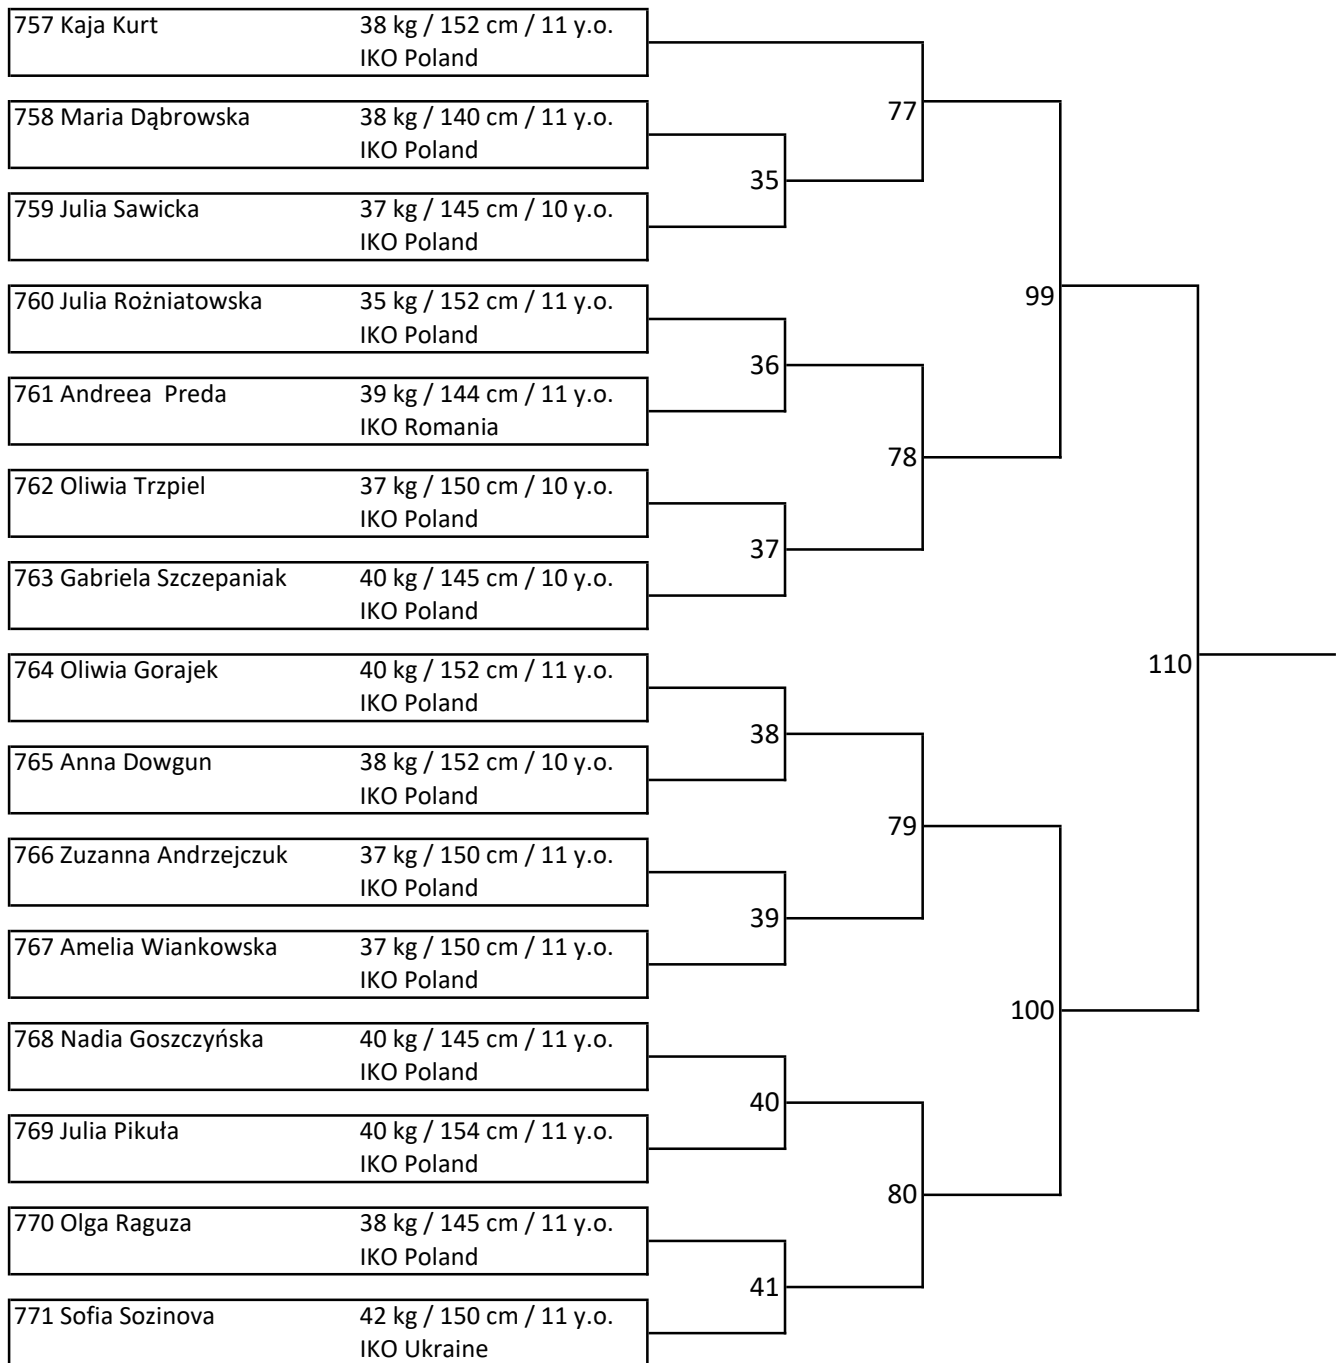 757 Kaja Kurt 38 kg / 152 cm / 11 y.o.
IKO Poland
77
758 Maria Dąbrowska 38 kg / 140 cm / 11 y.o.
IKO Poland
35
759 Julia Sawicka 37 kg / 145 cm / 10 y.o.
IKO Poland
99
760 Julia Rożniatowska 35 kg / 152 cm / 11 y.o.
IKO Poland
36
761 Andreea  Preda 39 kg / 144 cm / 11 y.o.
IKO Romania
78
762 Oliwia Trzpiel 37 kg / 150 cm / 10 y.o.
IKO Poland
37
763 Gabriela Szczepaniak 40 kg / 145 cm / 10 y.o.
IKO Poland
110
764 Oliwia Gorajek 40 kg / 152 cm / 11 y.o.
IKO Poland
38
765 Anna Dowgun 38 kg / 152 cm / 10 y.o.
IKO Poland
79
766 Zuzanna Andrzejczuk 37 kg / 150 cm / 11 y.o.
IKO Poland
39
767 Amelia Wiankowska 37 kg / 150 cm / 11 y.o.
IKO Poland
100
768 Nadia Goszczyńska 40 kg / 145 cm / 11 y.o.
IKO Poland
40
769 Julia Pikuła 40 kg / 154 cm / 11 y.o.
IKO Poland
80
770 Olga Raguza 38 kg / 145 cm / 11 y.o.
IKO Poland
41
771 Sofia Sozinova 42 kg / 150 cm / 11 y.o.
IKO Ukraine